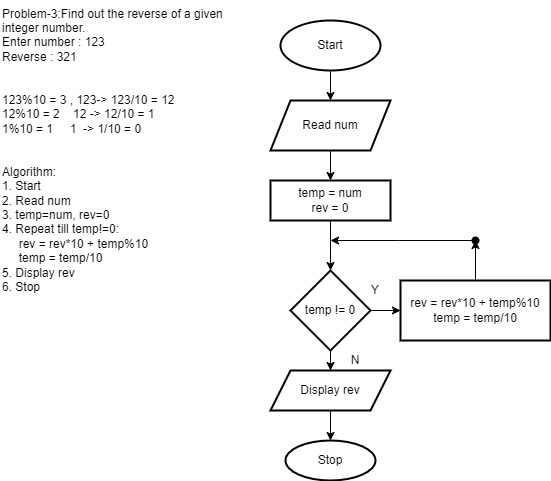 Problem-3:Find out the reverse of a given
integer number.
Enter number : 123
Reverse : 321
123%10 = 3 , 123-> 123/10 = 12
12%10 = 2 12 -> 12/10 = 1
1%10 = 1 1 -> 1/10 = 0
Algorithm:
1. Start
2. Read num
3. temp=num, rev=0
4. Repeat till temp!=0:
rev = rev*10 + temp%10
temp = temp/10
5. Display rev
6. Stop
Start
Read num
temp = num
rev = 0
temp != 0
Y
rev = rev*10 + temp%10
temp = temp/10
N
Display rev
Stop